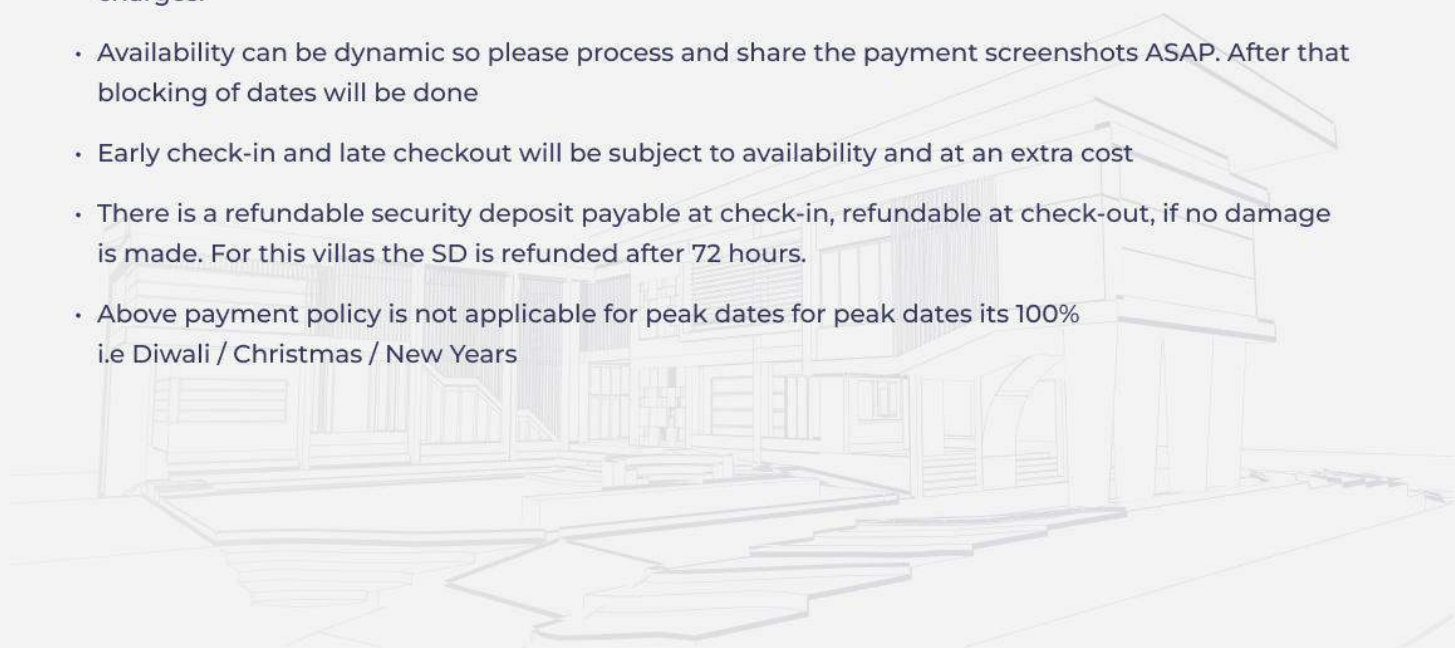 charges.
• Availability can be dynamic so please process and share the payment screenshots ASAP. After that
blocking of dates will be done
• Early check-in and late checkout will be subject to availability and at an extra cost
• There is a refundable security deposit payable at check-in, refundable at check-out, if no damage
is made. For this villas the SD is refunded after 72 hours.
• Above payment policy is not applicable for peak dates for peak dates its 100%
i.e Diwali / Christmas / New Years